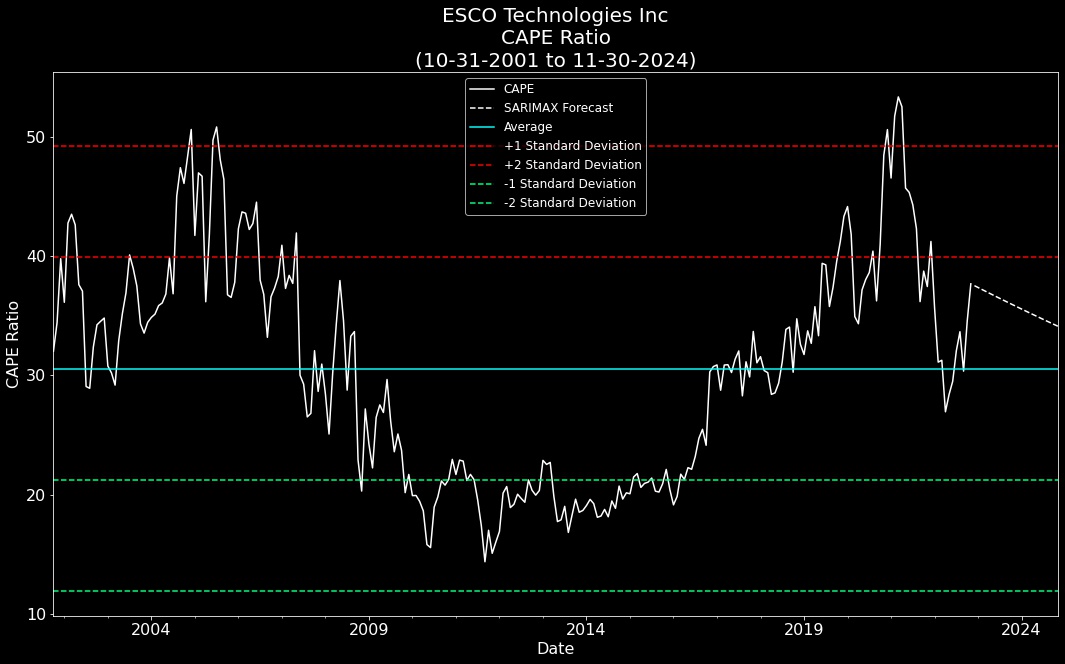 ESCO Technologies Inc
CAPE Ratio
(10-31-2001 to 11-30-2024)
CAPE
SARIMAX Forecast
Average
+1 Standard Deviation
+2 Standard Deviation
-1 Standard Deviation
-2 Standard Deviation
CAPE Ratio
50
40
30
20
10
2004 2009 2014 2019 2024
Date